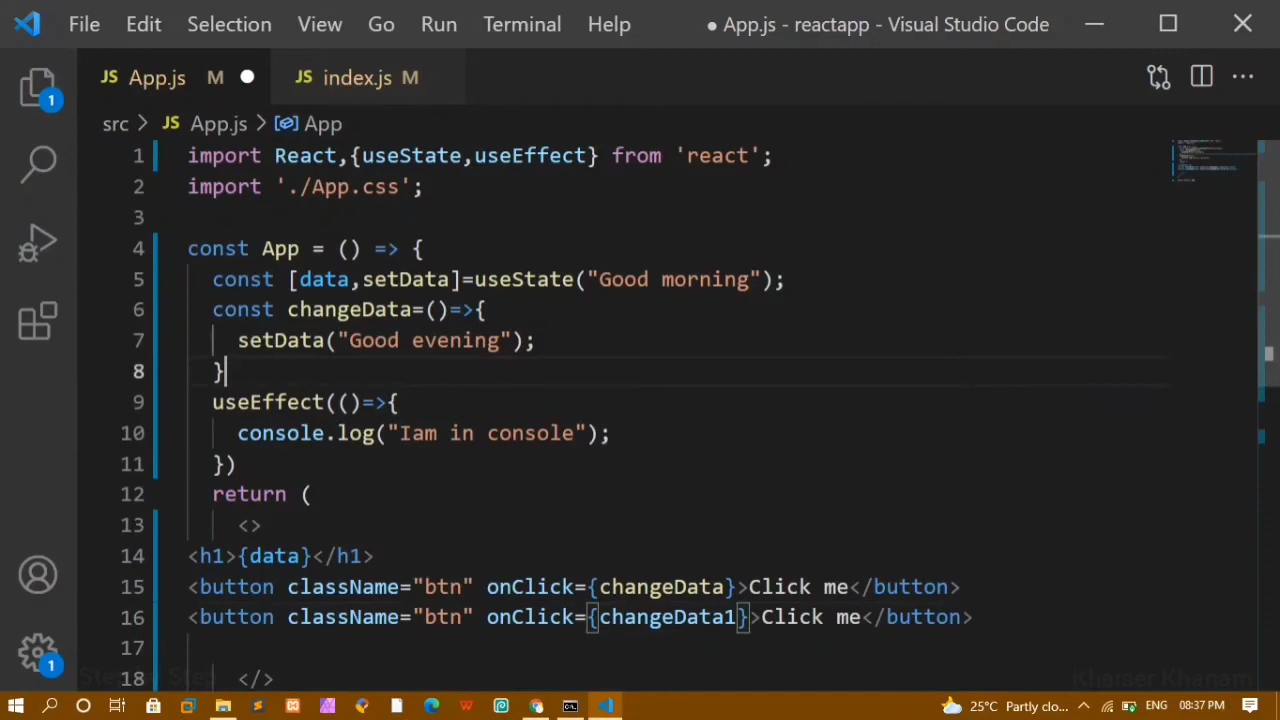 File Edit Selection View Go Run Terminal Help ● App.js - reactapp - Visual Studio Code
JS App.js M JS index.js M
src > JS App.js > App
1 import React,{useState,useEffect} from 'react';
2 import './App.css';
3
4 const App = () => {
5 const [data,setData]=useState("Good morning");
6 const changeData=()=>{
7 setData("Good evening");
8 }
9 useEffect(()=>{
10 console.log("Iam in console");
11 })
12 return (
13 <>
14 <h1>{data}</h1>
15 <button className="btn" onClick={changeData}>Click me</button>
16 <button className="btn" onClick={changeData1}>Click me</button>
17
18 </>
1
1
Khaiser Khanam
25°C Partly clo... ENG 08:37 PM